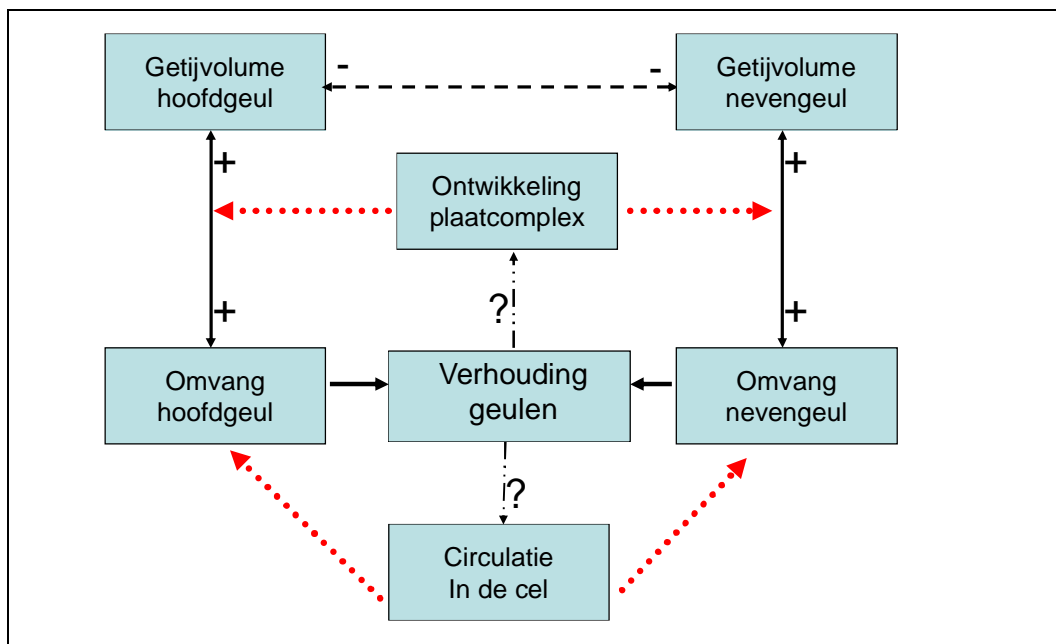 Getijvolume
hoofdgeul
-
-
Getijvolume
nevengeul
+
+
Ontwikkeling
plaatcomplex
+
?
+
Omvang
hoofdgeul
Verhouding
geulen
Omvang
nevengeul
?
Circulatie
In de cel